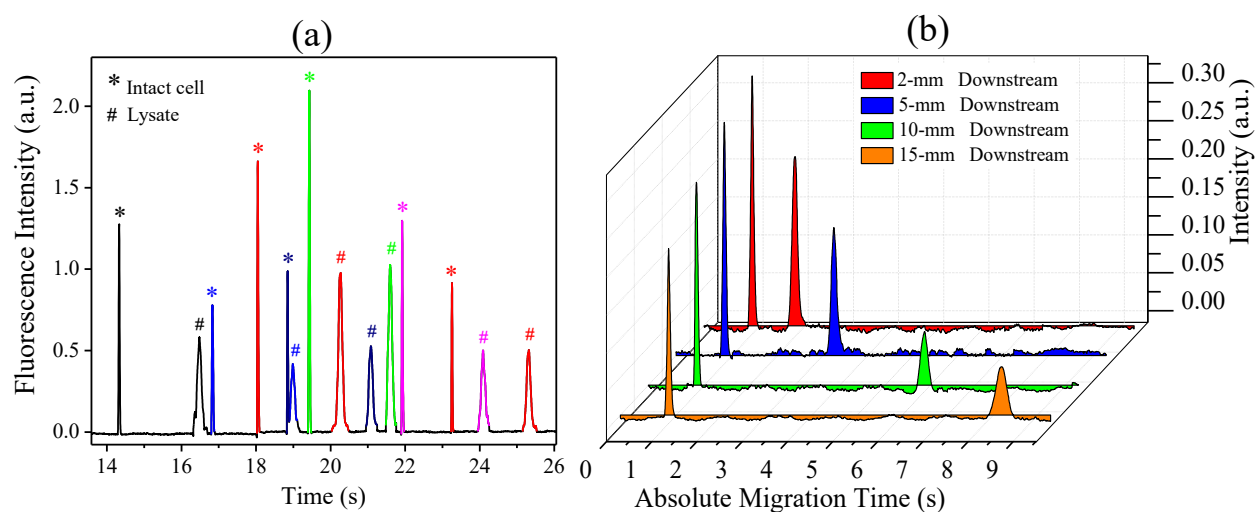 (a)
Fluorescence Intensity (a.u.)
2.0
1.5
1.0
0.5
0.0
* Intact cell
# Lysate
*
#
*
*
#
*
*
#
#
#
*
#
*
#
14 16 18 20 22 24 26
Time (s)
(b)
2-mm Downstream
5-mm Downstream
10-mm Downstream
15-mm Downstream
0.30
0.25
0.20
0.15
0.10
0.05
0.00
Intensity (a.u.)
0 1 2 3 4 5 6 7 8 9
Absolute Migration Time (s)